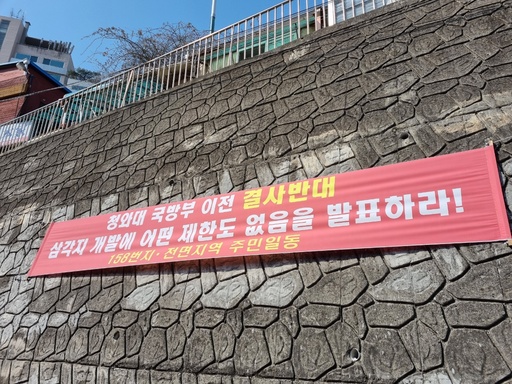 청와대 국방부 이전 결사반대
삼각지 개발에 어떤 제한도 없음을 발표하라!
158번지·전면지역 주민일동